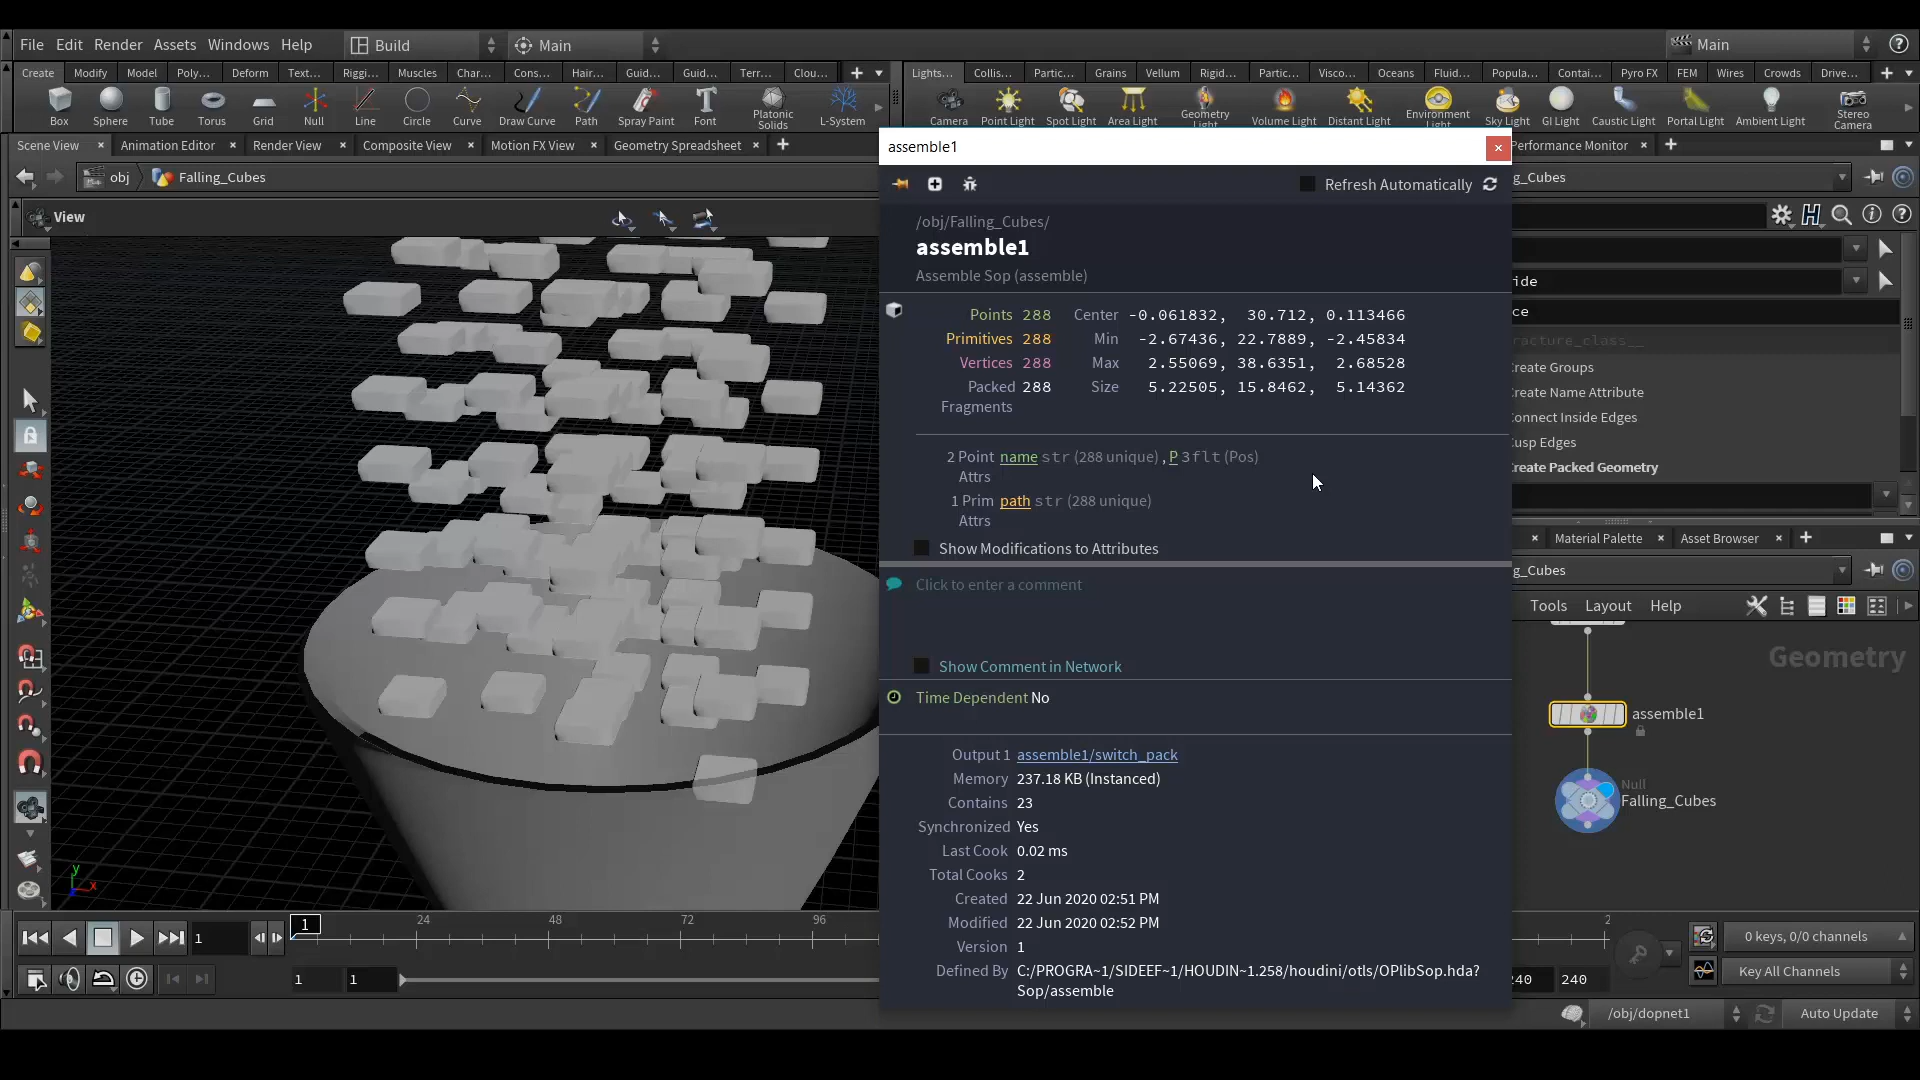 File Edit Render Assets Windows Help Build Main Main
Create Modify Model Poly... Deform Text... Riggi... Muscles Char... Cons... Hair... Guid... Guid... Terr... Clou... Lights... Collis... Partic... Grains Vellum Rigid... Partic... Visco... Oceans Fluid... Popula... Contai... Pyro FX FEM Wires Crowds Drive...
Box Sphere Tube Torus Grid Null Line Circle Curve Draw Curve Path Spray Paint Font Platonic Solids L-System Camera Point Light Spot Light Area Light Geometry Light Volume Light Distant Light Environment Light Sky Light GI Light Caustic Light Portal Light Ambient Light Stereo Camera
Scene View Animation Editor Render View Composite View Motion FX View Geometry Spreadsheet Performance Monitor
obj Falling_Cubes
g_Cubes
View
assemble1
Refresh Automatically
/obj/Falling_Cubes/
assemble1
Assemble Sop (assemble)
Points 288 Center -0.061832, 30.712, 0.113466
Primitives 288 Min -2.67436, 22.7889, -2.45834
Vertices 288 Max 2.55069, 38.6351, 2.68528
Packed 288 Size 5.22505, 15.8462, 5.14362
Fragments
2 Point name str (288 unique), P 3flt (Pos)
Attrs
1 Prim path str (288 unique)
Attrs
Show Modifications to Attributes
Click to enter a comment
Show Comment in Network
Time Dependent No
Output 1 assemble1/switch_pack
Memory 237.18 KB (Instanced)
Contains 23
Synchronized Yes
Last Cook 0.02 ms
Total Cooks 2
Created 22 Jun 2020 02:51 PM
Modified 22 Jun 2020 02:52 PM
Version 1
Defined By C:/PROGRA~1/SIDEEF~1/HOUDIN~1.258/houdini/otls/OPlibSop.hda?
Sop/assemble
ide
ce
racture_class__
reate Groups
reate Name Attribute
onnect Inside Edges
usp Edges
reate Packed Geometry
Material Palette Asset Browser
g_Cubes
Tools Layout Help
Geometry
assemble1
Null
Falling_Cubes
y
x
1 1 24 48 72 96 2
0 keys, 0/0 channels
1 1 240 240 Key All Channels
/obj/dopnet1 Auto Update